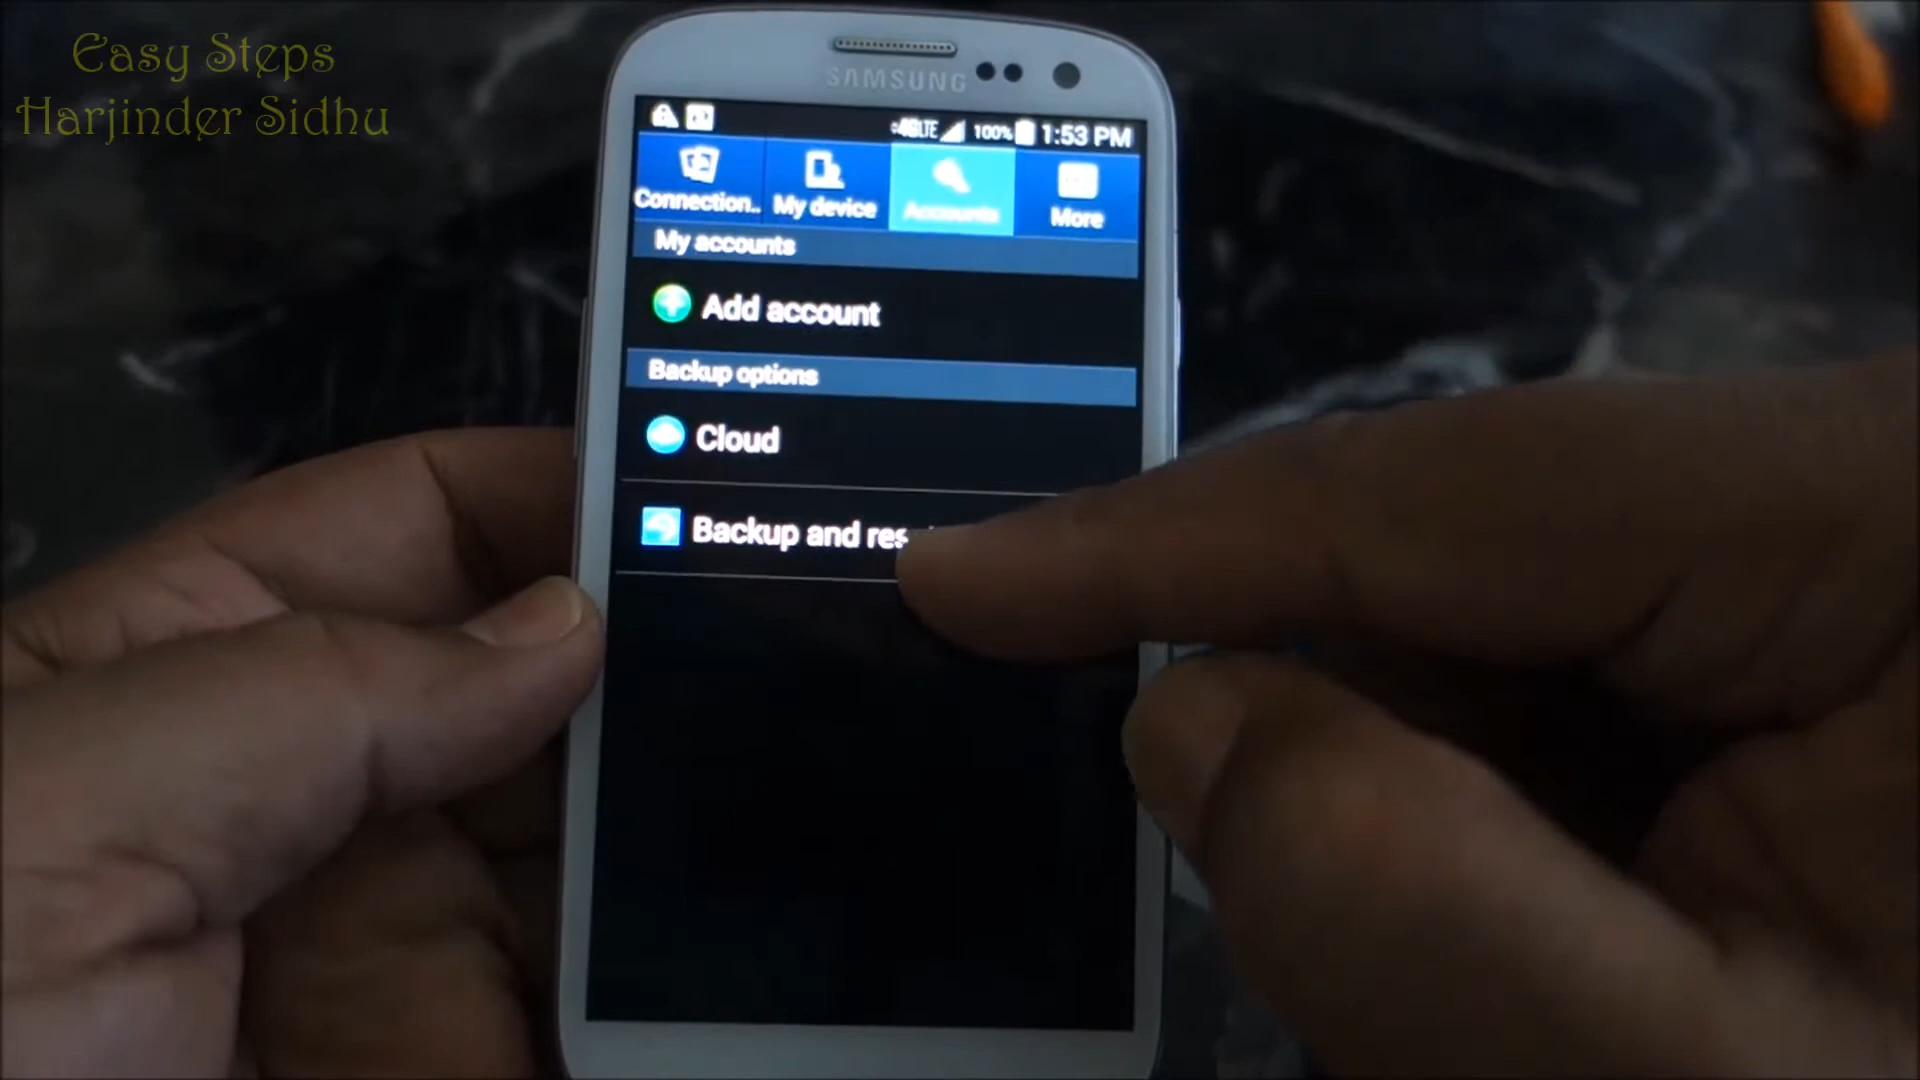 Easy Steps
Harjinder Sidhu
SAMSUNG
4G LTE 100% 1:53 PM
Connection..
My device
Accounts
More
My accounts
Add account
Backup options
Cloud
Backup and res